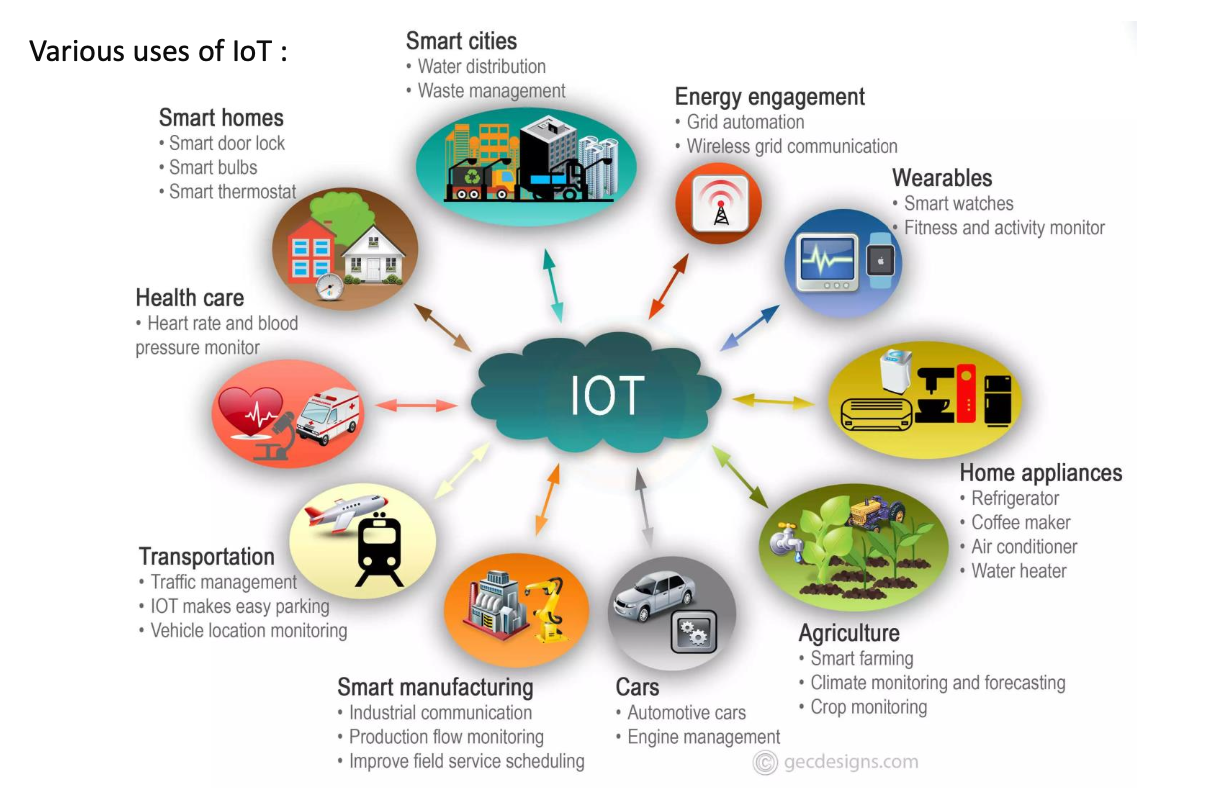 Various uses of IoT :
Smart cities
• Water distribution
• Waste management
Energy engagement
• Grid automation
• Wireless grid communication
Smart homes
• Smart door lock
• Smart bulbs
• Smart thermostat
Wearables
• Smart watches
• Fitness and activity monitor
Health care
• Heart rate and blood
pressure monitor
IOT
Home appliances
• Refrigerator
• Coffee maker
• Air conditioner
• Water heater
Transportation
• Traffic management
• IOT makes easy parking
• Vehicle location monitoring
Agriculture
• Smart farming
• Climate monitoring and forecasting
• Crop monitoring
Smart manufacturing
• Industrial communication
• Production flow monitoring
• Improve field service scheduling
Cars
• Automotive cars
• Engine management
© gecdesigns.com